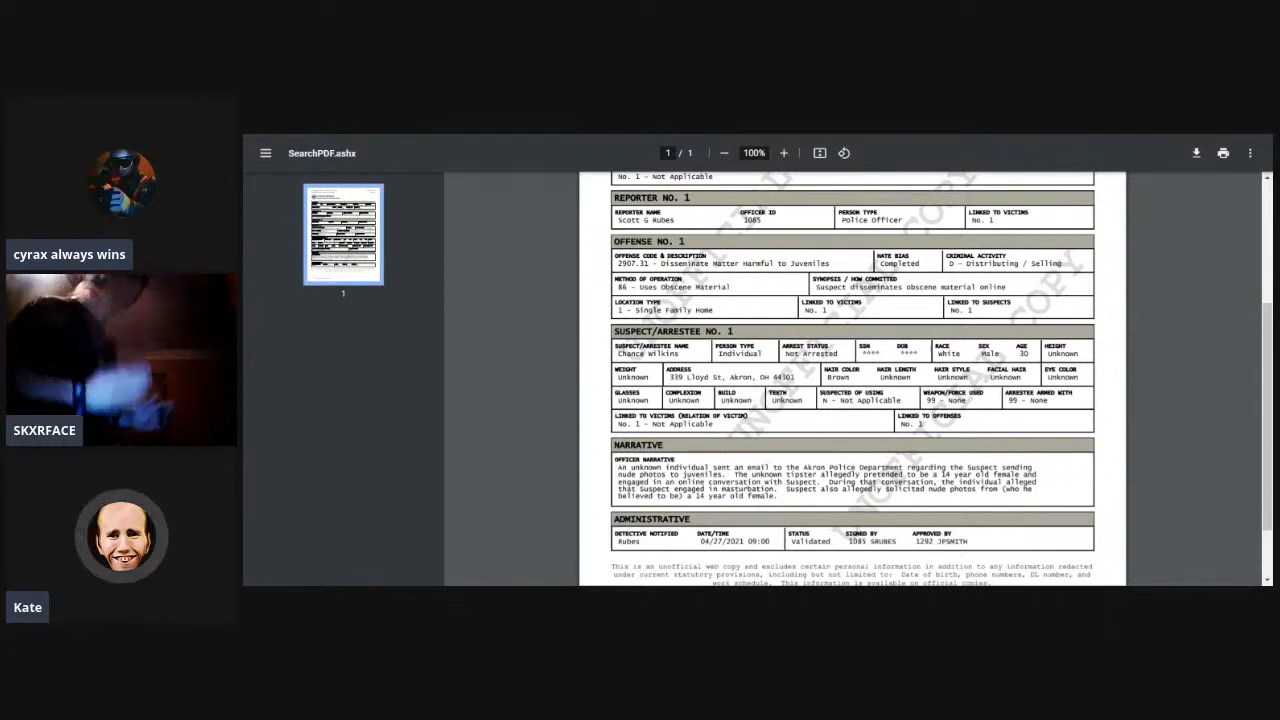 SearchPDF.ashx
1 / 1
100%
1
cyrax always wins
SKXRFACE
Kate
No. 1 - Not Applicable
REPORTER NO. 1
REPORTER NAME OFFICER ID PERSON TYPE LINKED TO VICTIMS
Scott G Rubes 1085 Police Officer No. 1
OFFENSE NO. 1
OFFENSE CODE & DESCRIPTION HATE BIAS CRIMINAL ACTIVITY
2907.31 - Disseminate Matter Harmful to Juveniles Completed D - Distributing / Selling
METHOD OF OPERATION SYNOPSIS / HOW COMMITTED
86 - Uses Obscene Material Suspect disseminates obscene material online
LOCATION TYPE LINKED TO VICTIMS LINKED TO SUSPECTS
1 - Single Family Home No. 1 No. 1
SUSPECT/ARRESTEE NO. 1
SUSPECT/ARRESTEE NAME PERSON TYPE ARREST STATUS SSN DOB RACE SEX AGE HEIGHT
Chance Wilkins Individual Not Arrested **** **** White Male 30 Unknown
WEIGHT ADDRESS HAIR COLOR HAIR LENGTH HAIR STYLE FACIAL HAIR EYE COLOR
Unknown 339 Lloyd St, Akron, OH 44301 Brown Unknown Unknown Unknown Unknown
GLASSES COMPLEXION BUILD TEETH SUSPECTED OF USING WEAPON/FORCE USED ARRESTEE ARMED WITH
Unknown Unknown Unknown Unknown N - Not Applicable 99 - None 99 - None
LINKED TO VICTIMS (RELATION OF VICTIM) LINKED TO OFFENSES
No. 1 - Not Applicable No. 1
NARRATIVE
OFFICER NARRATIVE
An unknown individual sent an email to the Akron Police Department regarding the Suspect sending
nude photos to juveniles. The unknown tipster allegedly pretended to be a 14 year old female and
engaged in an online conversation with Suspect. During that conversation, the individual alleged
that Suspect engaged in masturbation. Suspect also allegedly solicited nude photos from (who he
believed to be) a 14 year old female.
ADMINISTRATIVE
DETECTIVE NOTIFIED DATE/TIME STATUS SIGNED BY APPROVED BY
Rubes 04/27/2021 09:00 Validated 1085 SRUBES 1292 JPSMITH
This is an unofficial web copy and excludes certain personal information in addition to any information redacted
under current statutory provisions, including but not limited to: Date of birth, phone numbers, DL number, and
work schedule. This information is available on official copies.
UNOFFICIAL COPY
UNOFFICIAL COPY